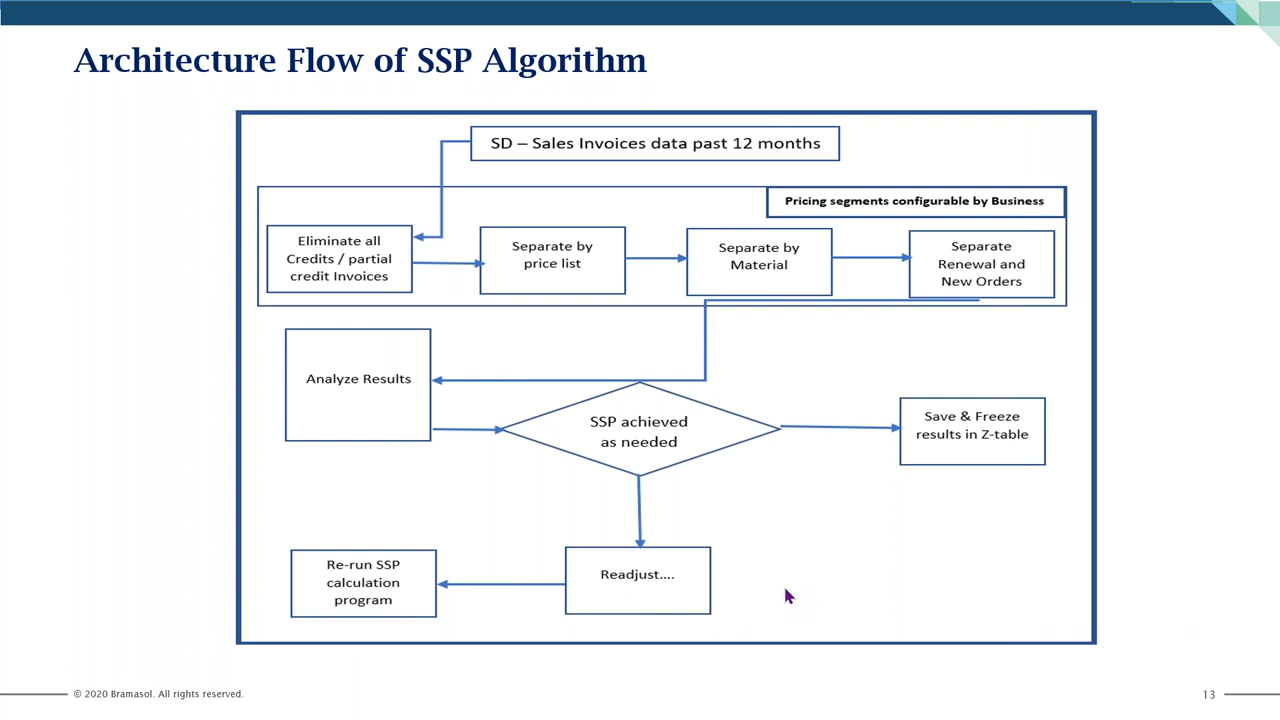 Architecture Flow of SSP Algorithm
SD – Sales Invoices data past 12 months
Pricing segments configurable by Business
Eliminate all
Credits / partial
credit Invoices
Separate by
price list
Separate by
Material
Separate
Renewal and
New Orders
Analyze Results
SSP achieved
as needed
Save & Freeze
results in Z-table
Readjust....
Re-run SSP
calculation
program
© 2020 Bramasol. All rights reserved.
13